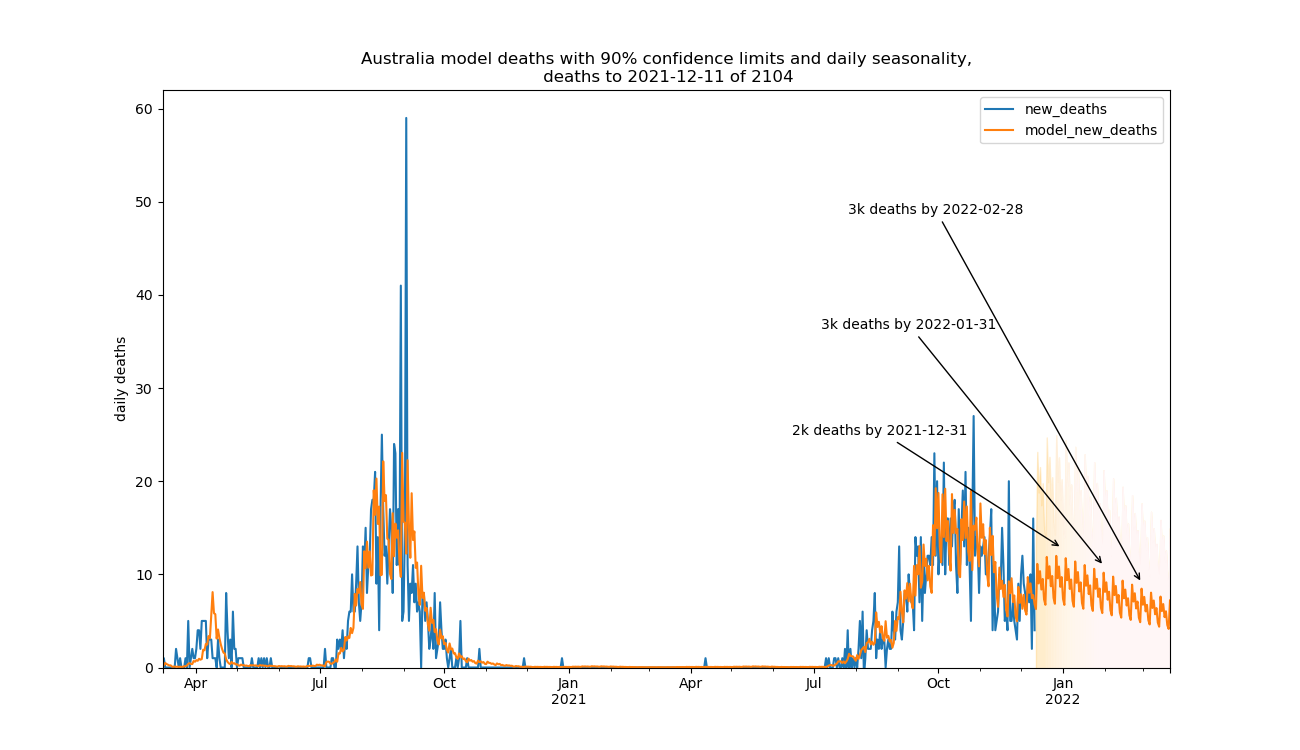 Australia model deaths with 90% confidence limits and daily seasonality,
deaths to 2021-12-11 of 2104
new_deaths
model_new_deaths
3k deaths by 2022-02-28
3k deaths by 2022-01-31
2k deaths by 2021-12-31
daily deaths
60
50
40
30
20
10
0
Apr Jul Oct Jan Apr Jul Oct Jan
2021 2022